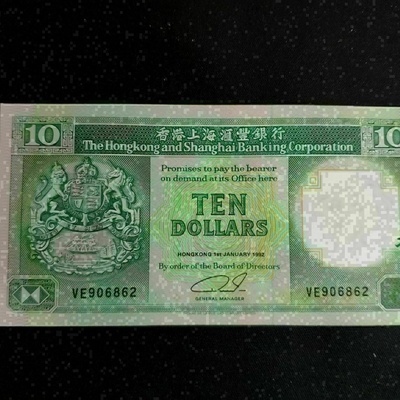 10 香港上海滙豐銀行 10
The Hongkong and Shanghai Banking Corporation
Promises to pay the bearer
on demand at its Office here
TEN
DOLLARS
HONGKONG 1st JANUARY 1992
By order of the Board of Directors
VE906862 VE906862
GENERAL MANAGER